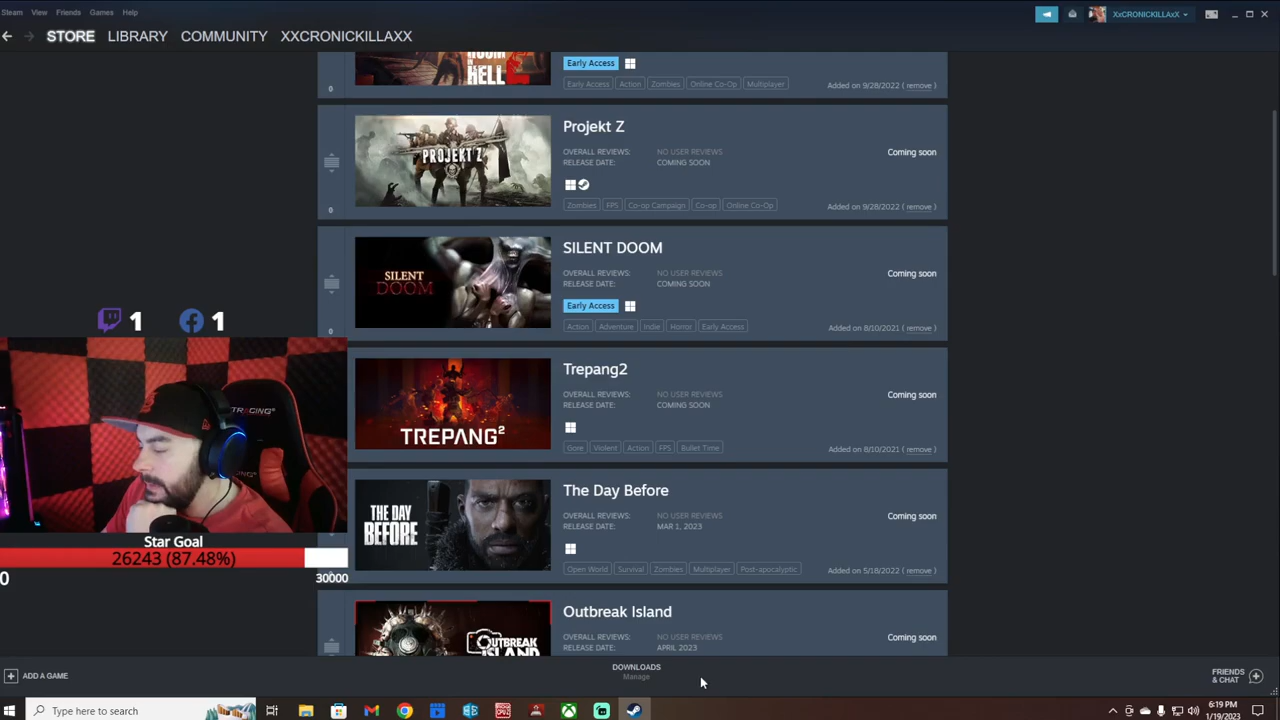 Steam View Friends Games Help XxCRONICKILLAxX
STORE LIBRARY COMMUNITY XXCRONICKILLAXX
ROOM
IN
HELL
Early Access
Early Access Action Zombies Online Co-Op Multiplayer
Added on 9/28/2022 ( remove )
0
Projekt Z
PROJEKT Z
OVERALL REVIEWS: NO USER REVIEWS
RELEASE DATE: COMING SOON
Coming soon
Zombies FPS Co-op Campaign Co-op Online Co-Op
Added on 9/28/2022 ( remove )
0
SILENT DOOM
SILENT
DOOM
OVERALL REVIEWS: NO USER REVIEWS
RELEASE DATE: COMING SOON
Coming soon
Early Access
Action Adventure Indie Horror Early Access
Added on 8/10/2021 ( remove )
0
1 1
Trepang2
TREPANG2
OVERALL REVIEWS: NO USER REVIEWS
RELEASE DATE: COMING SOON
Coming soon
Gore Violent Action FPS Bullet Time
Added on 8/10/2021 ( remove )
The Day Before
THE DAY
BEFORE
OVERALL REVIEWS: NO USER REVIEWS
RELEASE DATE: MAR 1, 2023
Coming soon
Open World Survival Zombies Multiplayer Post-apocalyptic
Added on 5/18/2022 ( remove )
Star Goal
26243 (87.48%)
0 30000
Outbreak Island
OUTBREAK
ISLAND
OVERALL REVIEWS: NO USER REVIEWS
RELEASE DATE: APRIL 2023
Coming soon
ADD A GAME
DOWNLOADS
Manage
FRIENDS
& CHAT
Type here to search
6:19 PM
1/19/2023